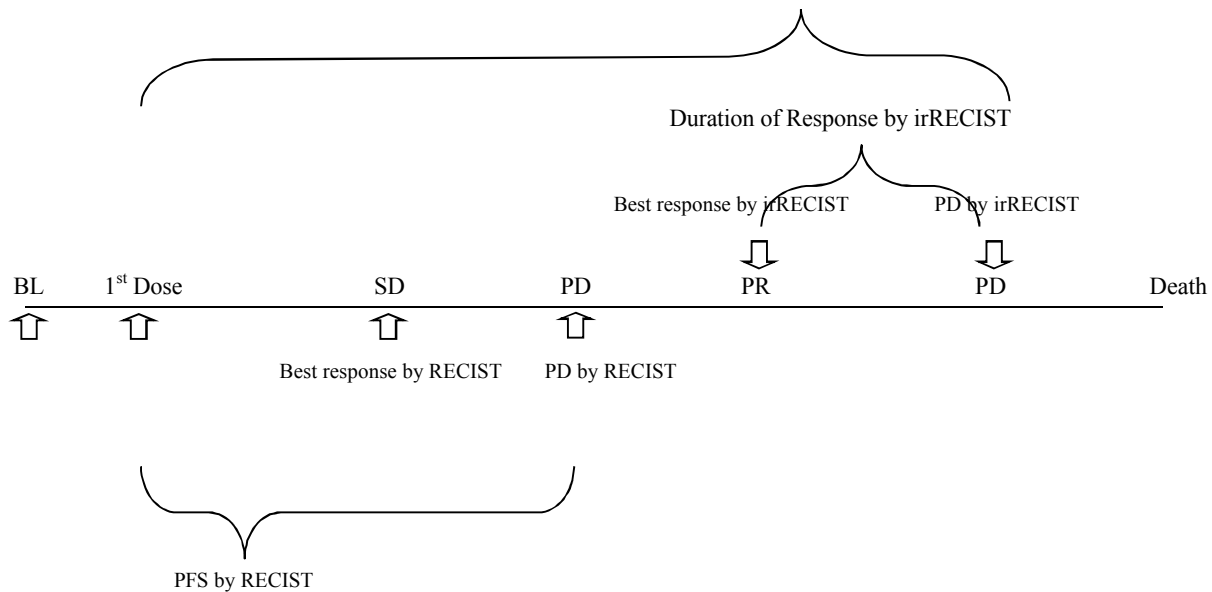 Duration of Response by irRECIST
Best response by irRECIST PD by irRECIST
BL 1st Dose SD PD PR PD Death
Best response by RECIST PD by RECIST
PFS by RECIST